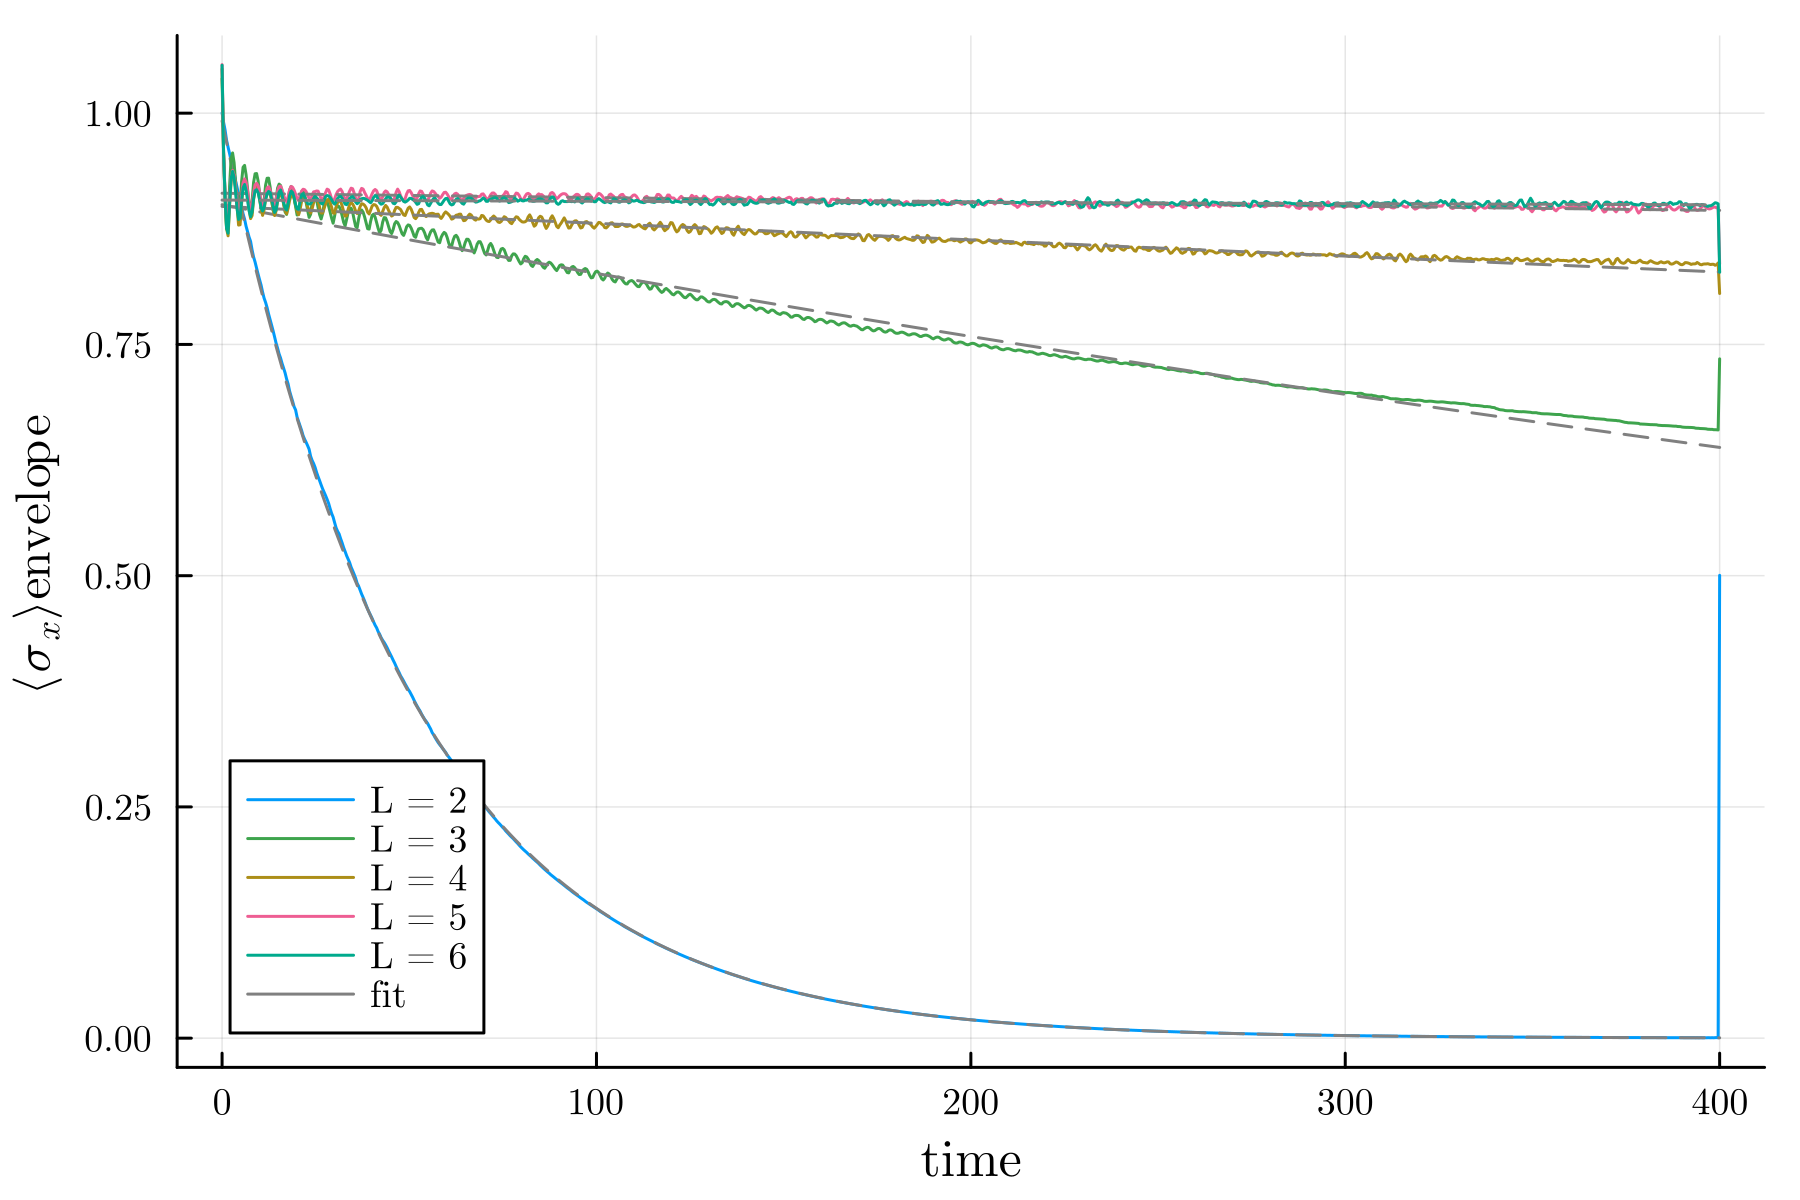 ⟨σₓ⟩envelope
1.00
0.75
0.50
0.25
0.00
L = 2
L = 3
L = 4
L = 5
L = 6
fit
0 100 200 300 400
time